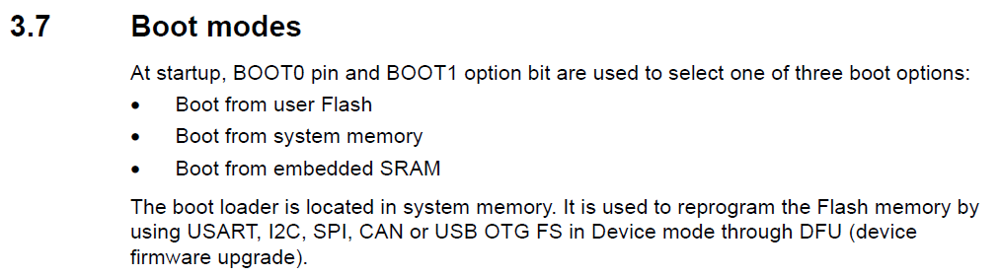 3.7 Boot modes
At startup, BOOT0 pin and BOOT1 option bit are used to select one of three boot options:
• Boot from user Flash
• Boot from system memory
• Boot from embedded SRAM
The boot loader is located in system memory. It is used to reprogram the Flash memory by
using USART, I2C, SPI, CAN or USB OTG FS in Device mode through DFU (device
firmware upgrade).